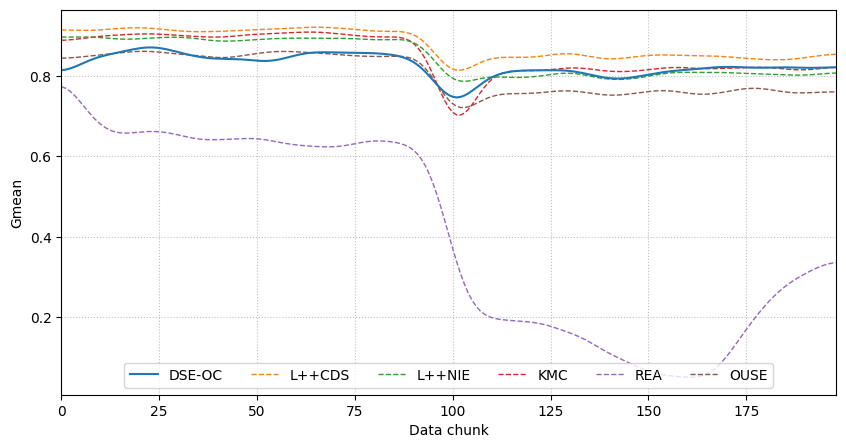 0.8
0.6
0.4
0.2
Gmean
DSE-OC L++CDS L++NIE KMC REA OUSE
0 25 50 75 100 125 150 175
Data chunk